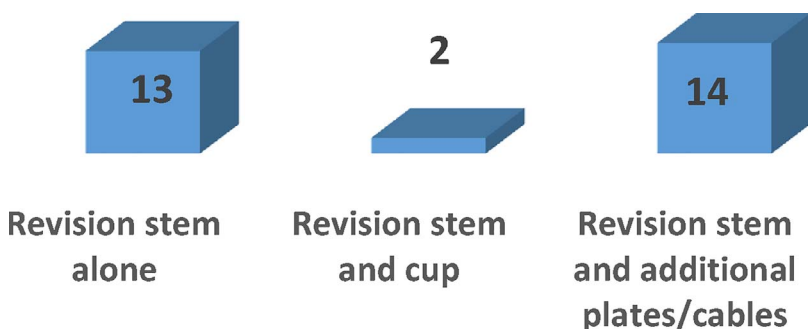 13
2
14
Revision stem
alone
Revision stem
and cup
Revision stem
and additional
plates/cables